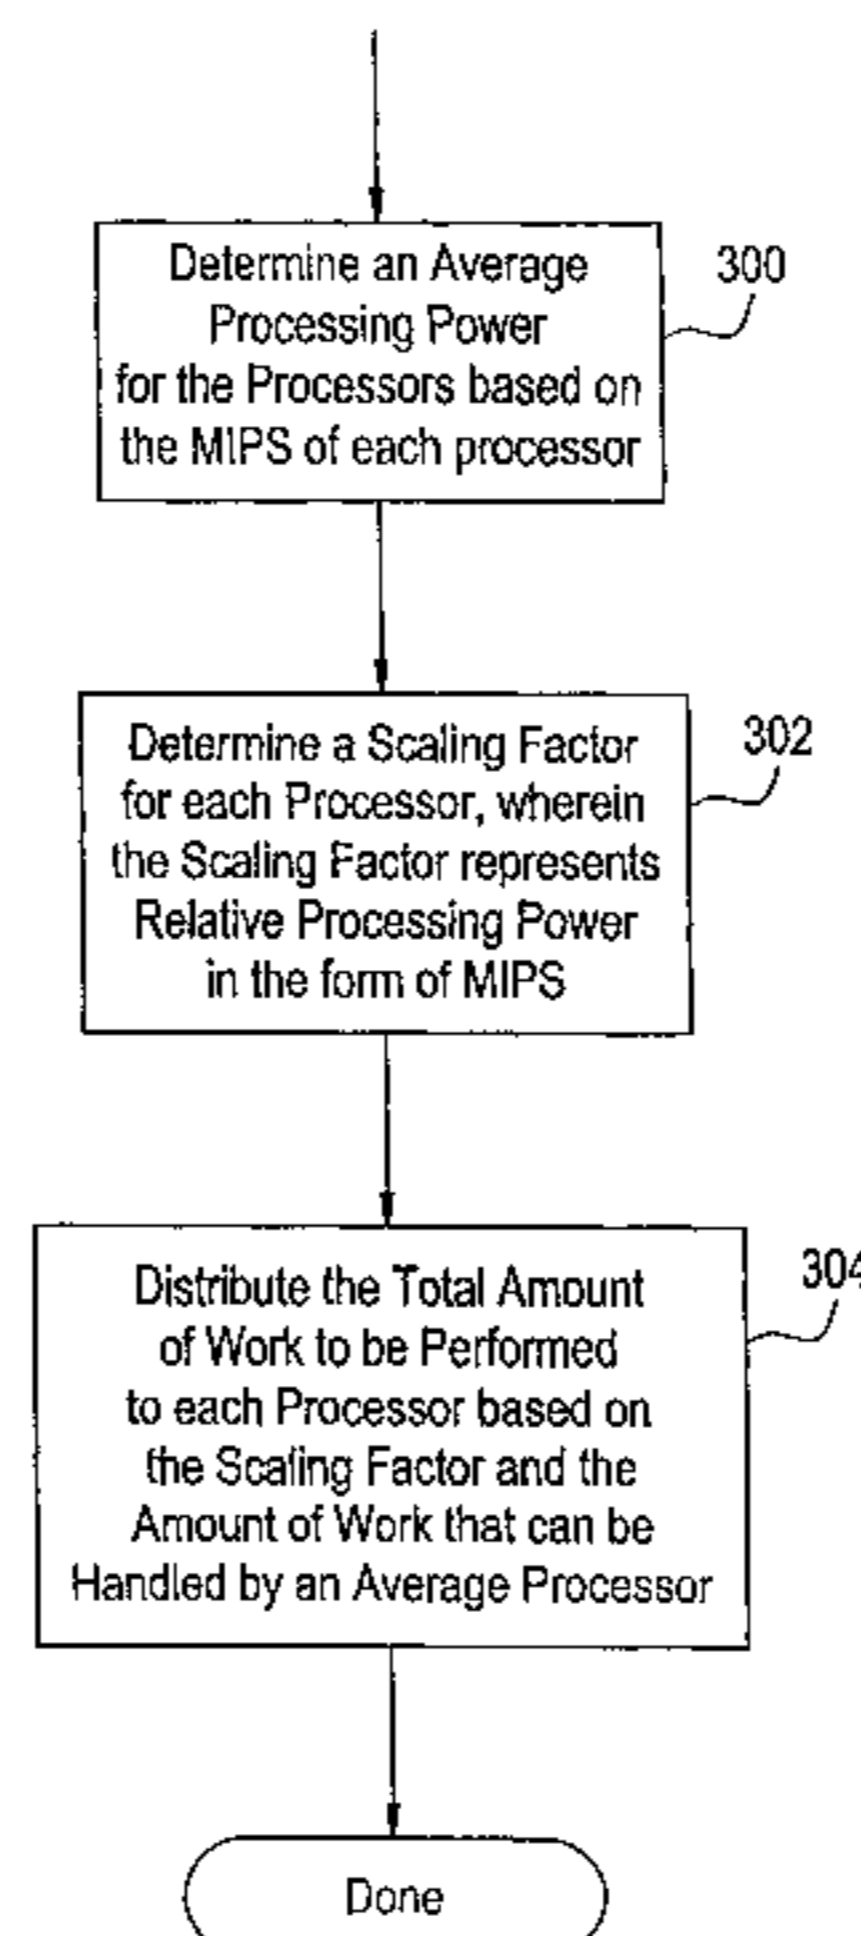 Determine an Average
Processing Power
for the Processors based on
the MIPS of each processor
300
Determine a Scaling Factor
for each Processor, wherein
the Scaling Factor represents
Relative Processing Power
in the form of MIPS
302
Distribute the Total Amount
of Work to be Performed
to each Processor based on
the Scaling Factor and the
Amount of Work that can be
Handled by an Average Processor
304
Done